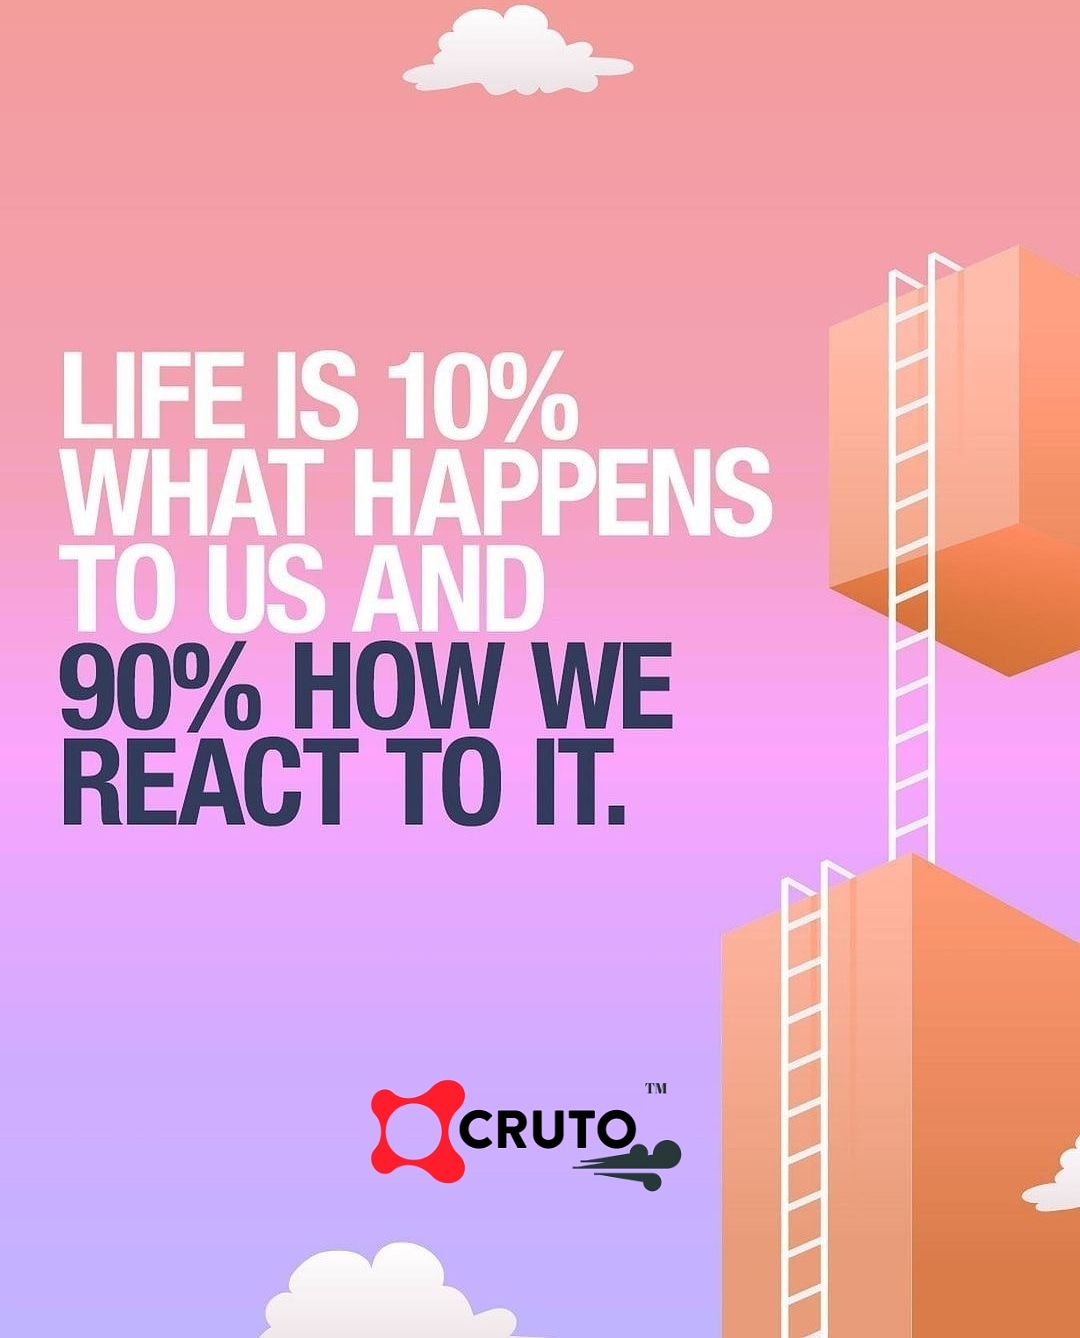 LIFE IS 10%
WHAT HAPPENS
TO US AND
90% HOW WE
REACT TO IT.
CRUTO
TM